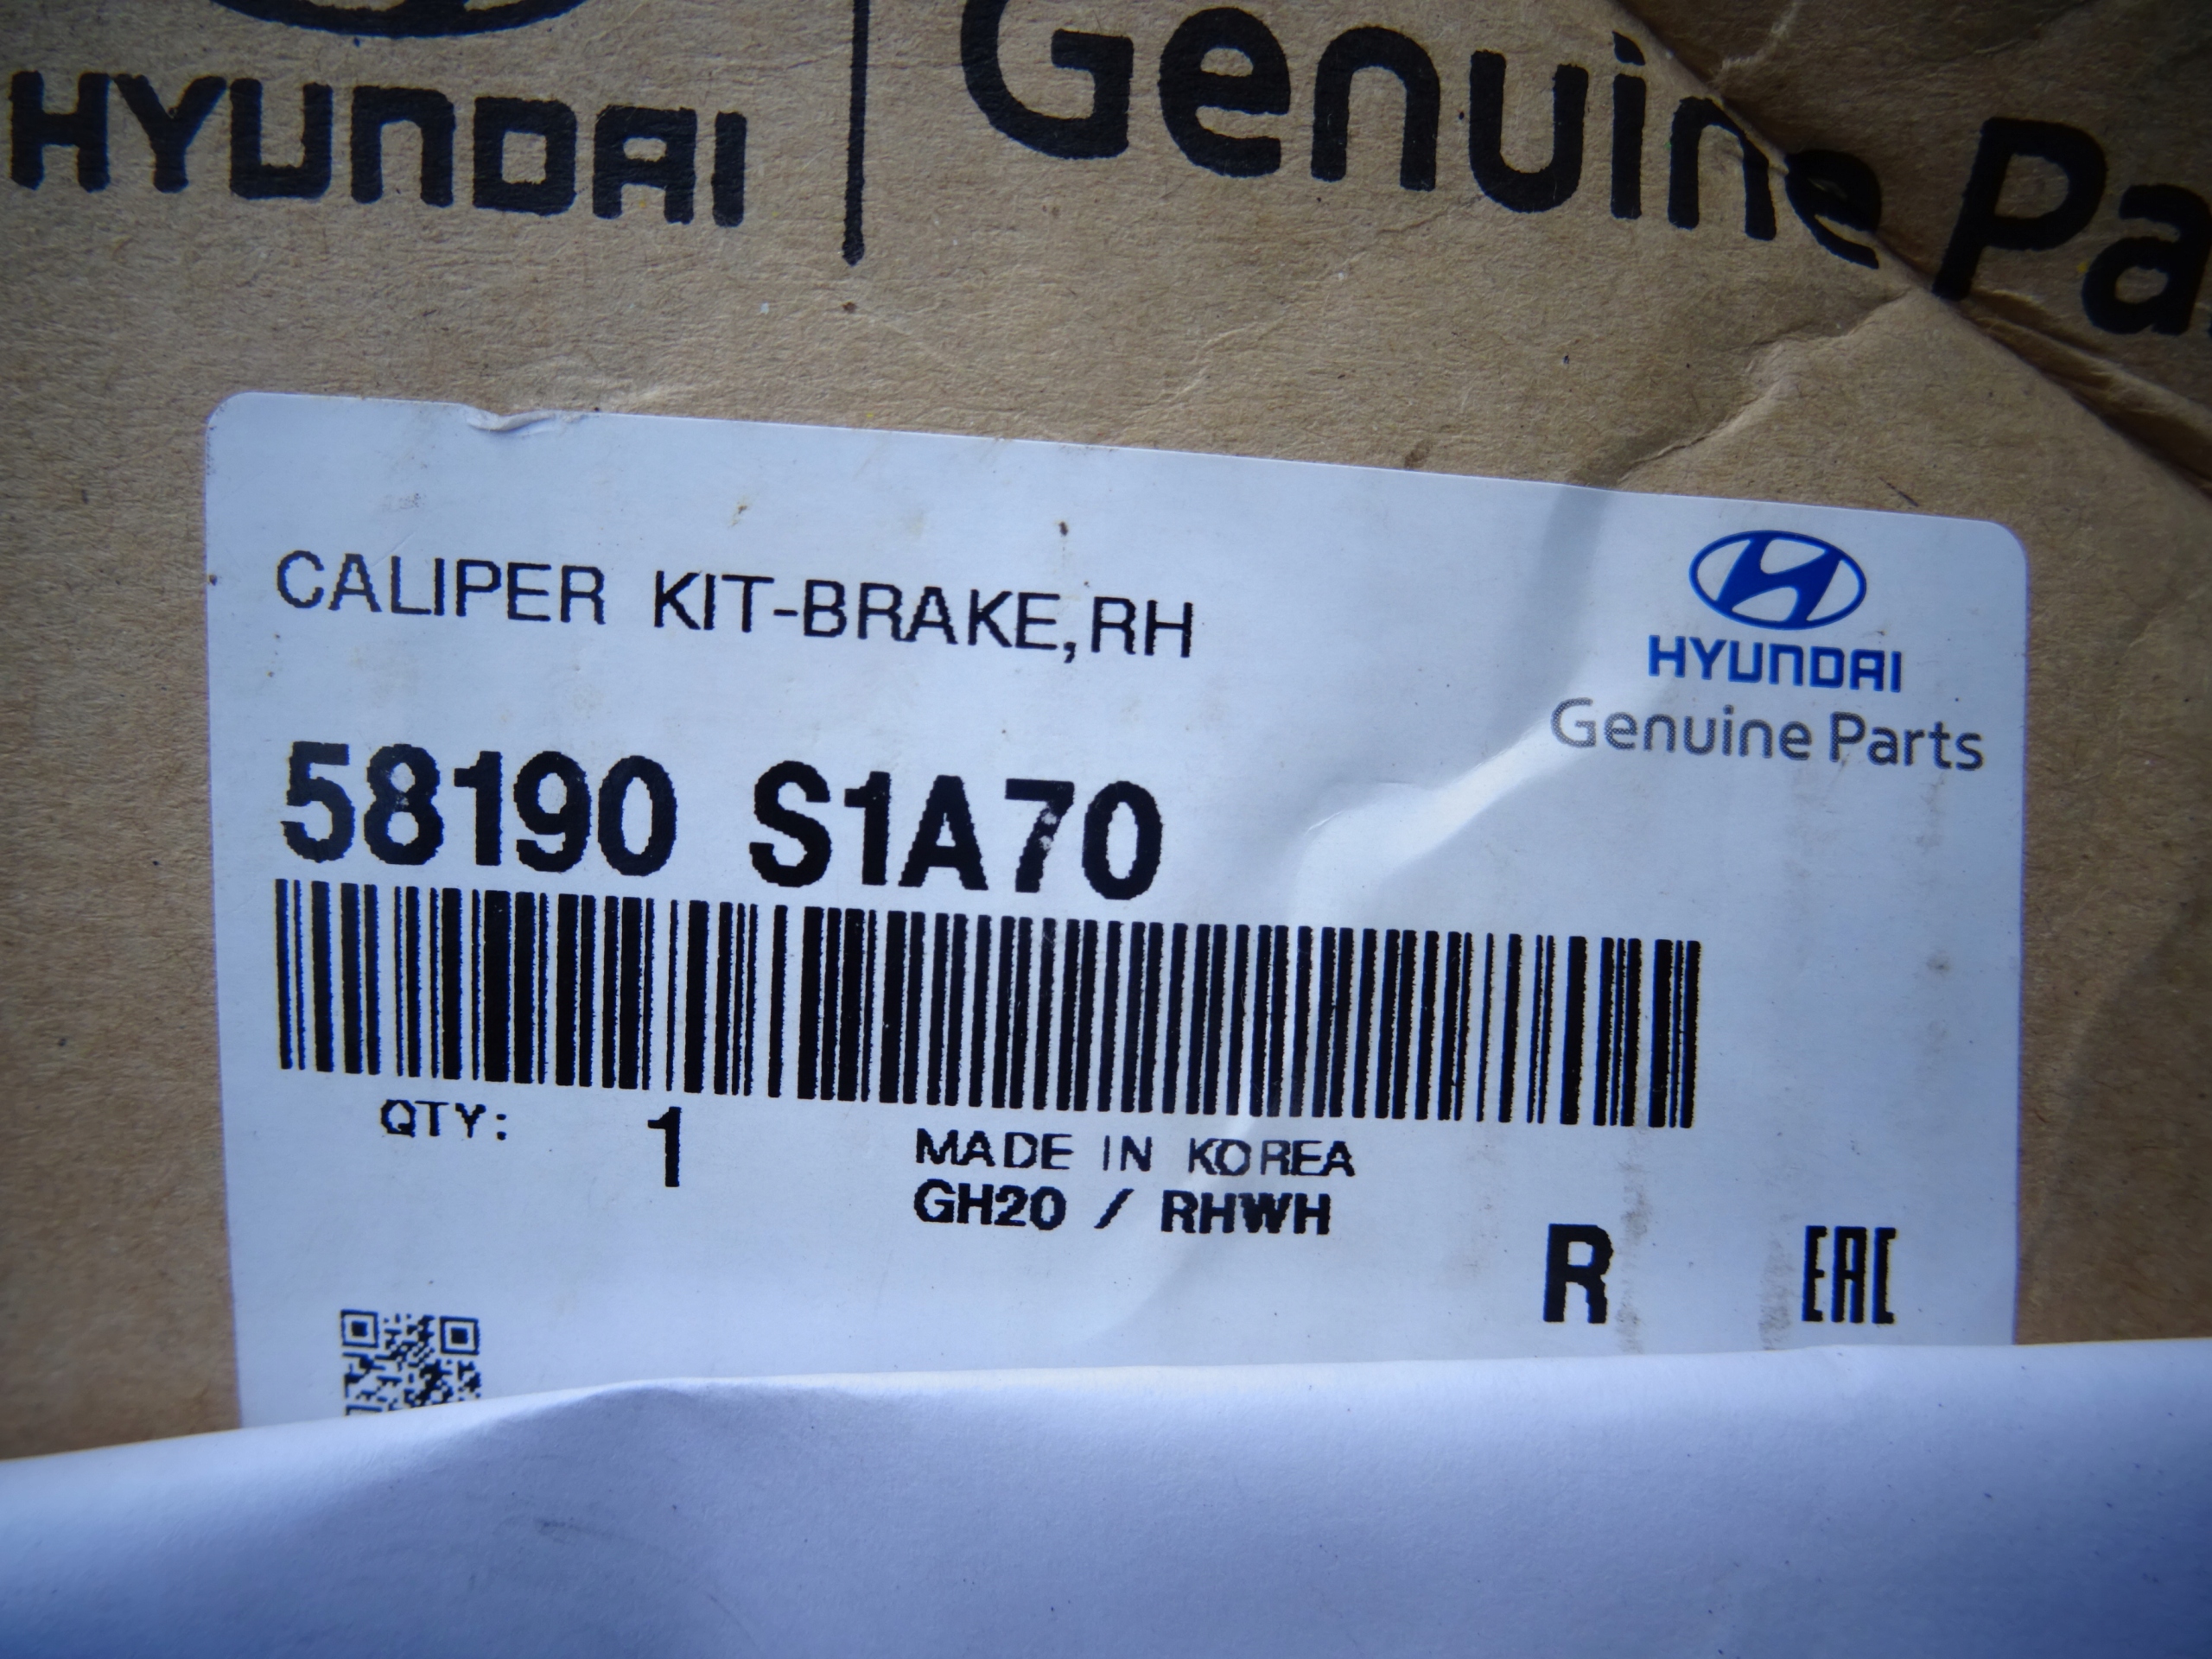 HYUNDAI
Genuine Pa
CALIPER KIT-BRAKE,RH
HYUNDAI
Genuine Parts
58190 S1A70
QTY: 1
MADE IN KOREA
GH20 / RHWH
R
EAC